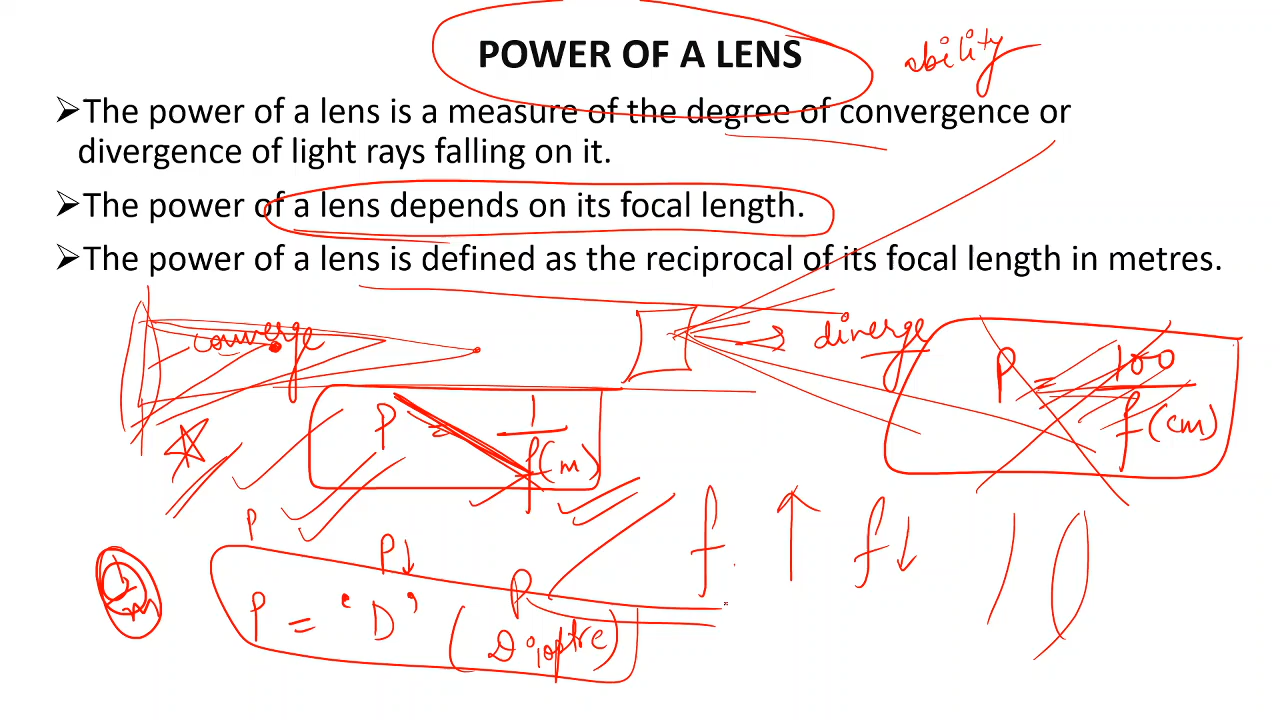 POWER OF A LENS
ability
➢The power of a lens is a measure of the degree of convergence or
divergence of light rays falling on it.
➢The power of a lens depends on its focal length.
➢The power of a lens is defined as the reciprocal of its focal length in metres.
converge
→ diverge
P = 1/f(m)
P = 100/f(cm)
P
P↓
f ↑ f↓
P
1/m
P = 'D' (Dioptre)